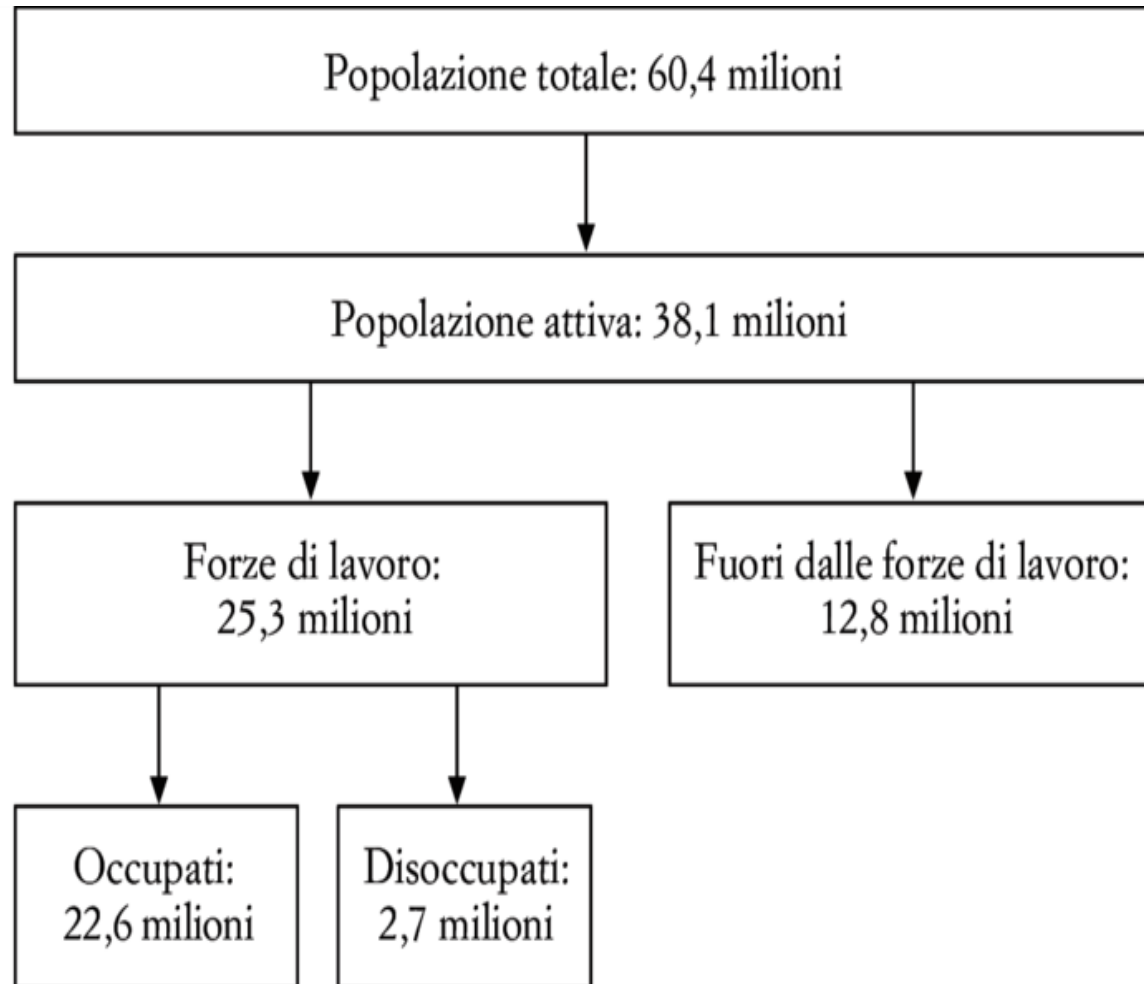 Popolazione totale: 60,4 milioni
Popolazione attiva: 38,1 milioni
Forze di lavoro:
25,3 milioni
Fuori dalle forze di lavoro:
12,8 milioni
Occupati:
22,6 milioni
Disoccupati:
2,7 milioni